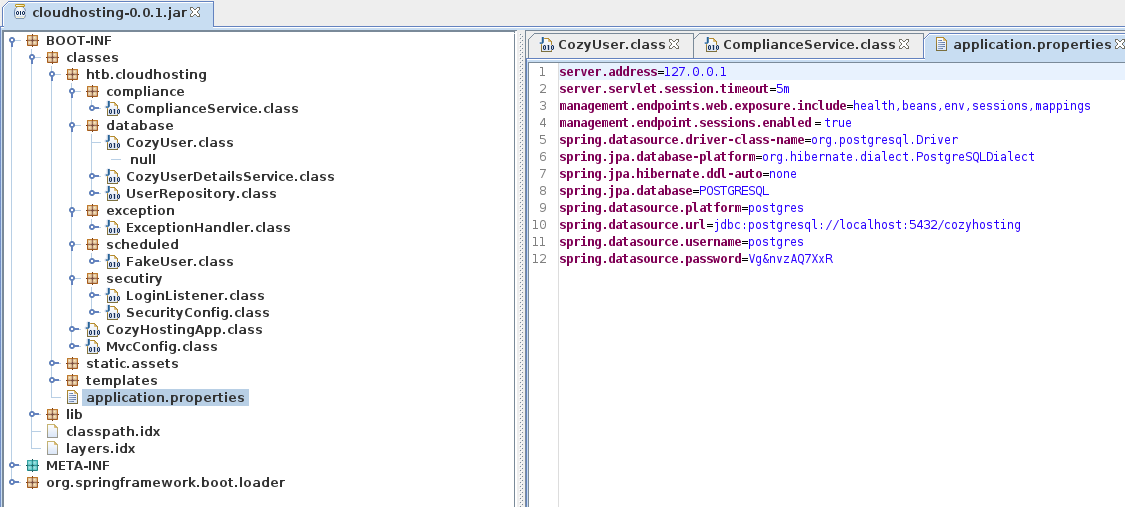 cloudhosting-0.0.1.jar
BOOT-INF
classes
htb.cloudhosting
compliance
ComplianceService.class
database
CozyUser.class
null
CozyUserDetailsService.class
UserRepository.class
exception
ExceptionHandler.class
scheduled
FakeUser.class
secutiry
LoginListener.class
SecurityConfig.class
CozyHostingApp.class
MvcConfig.class
static.assets
templates
application.properties
lib
classpath.idx
layers.idx
META-INF
org.springframework.boot.loader
CozyUser.class ComplianceService.class application.properties
1 server.address=127.0.0.1
2 server.servlet.session.timeout=5m
3 management.endpoints.web.exposure.include=health,beans,env,sessions,mappings
4 management.endpoint.sessions.enabled = true
5 spring.datasource.driver-class-name=org.postgresql.Driver
6 spring.jpa.database-platform=org.hibernate.dialect.PostgreSQLDialect
7 spring.jpa.hibernate.ddl-auto=none
8 spring.jpa.database=POSTGRESQL
9 spring.datasource.platform=postgres
10 spring.datasource.url=jdbc:postgresql://localhost:5432/cozyhosting
11 spring.datasource.username=postgres
12 spring.datasource.password=Vg&nvzAQ7XxR